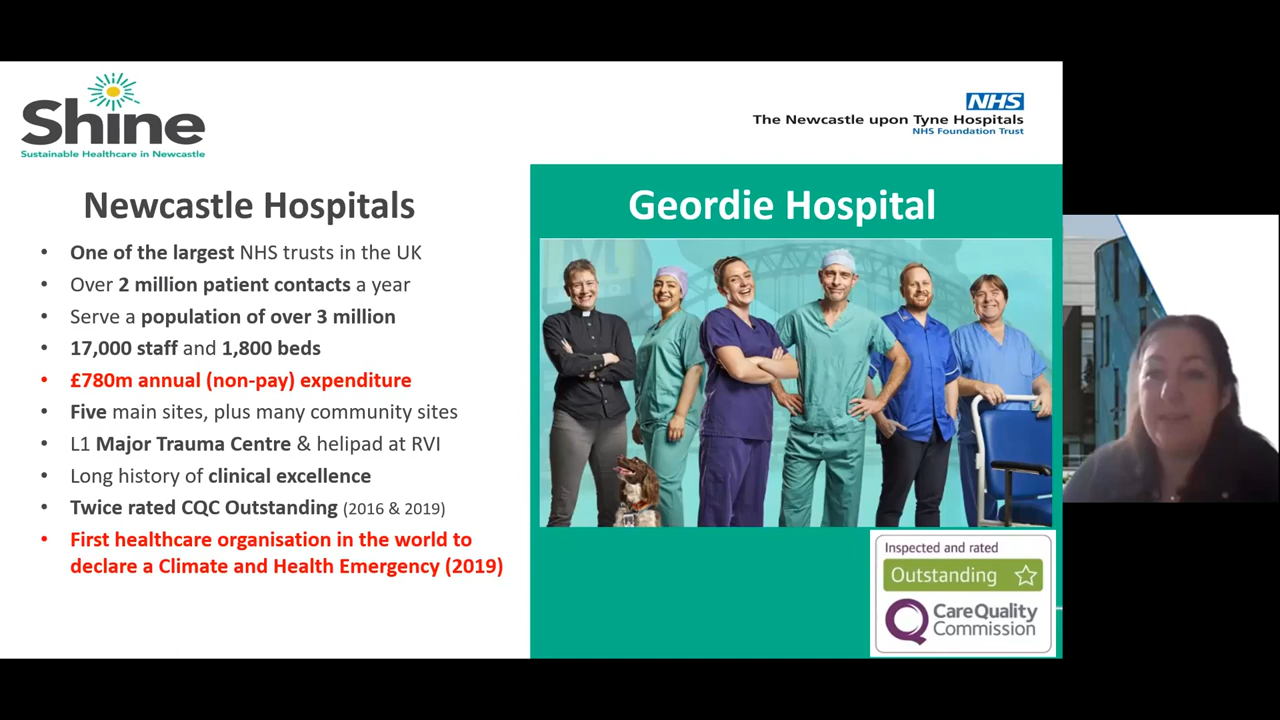 Shine
Sustainable Healthcare in Newcastle
NHS
The Newcastle upon Tyne Hospitals
NHS Foundation Trust
Newcastle Hospitals
• One of the largest NHS trusts in the UK
• Over 2 million patient contacts a year
• Serve a population of over 3 million
• 17,000 staff and 1,800 beds
• £780m annual (non-pay) expenditure
• Five main sites, plus many community sites
• L1 Major Trauma Centre & helipad at RVI
• Long history of clinical excellence
• Twice rated CQC Outstanding (2016 & 2019)
• First healthcare organisation in the world to
declare a Climate and Health Emergency (2019)
Geordie Hospital
Inspected and rated
Outstanding
CareQuality
Commission